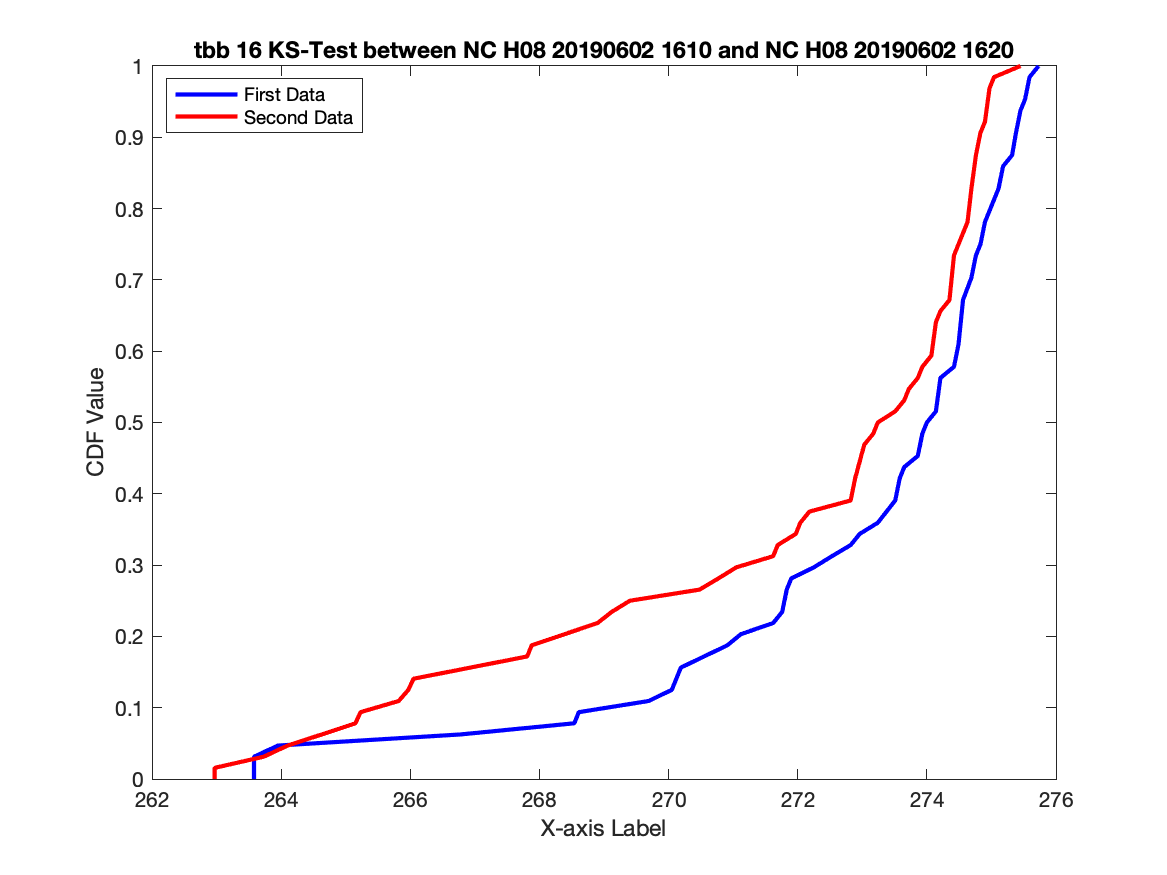 tbb 16 KS-Test between NC H08 20190602 1610 and NC H08 20190602 1620
First Data
Second Data
1
0.9
0.8
0.7
0.6
0.5
0.4
0.3
0.2
0.1
0
CDF Value
262 264 266 268 270 272 274 276
X-axis Label